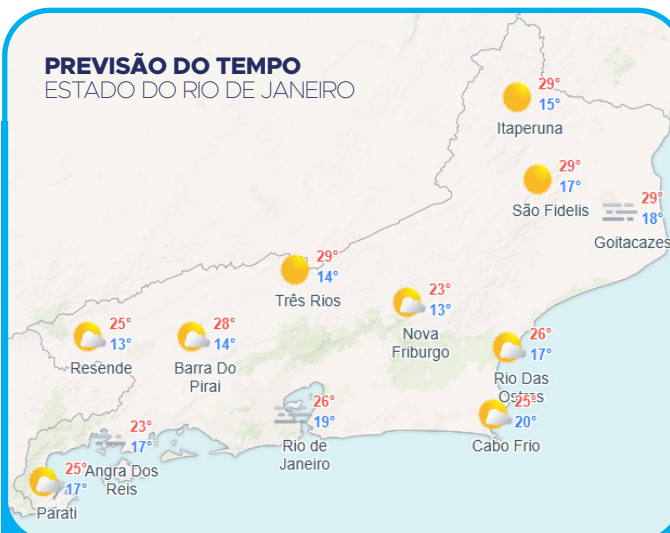 PREVISÃO DO TEMPO
ESTADO DO RIO DE JANEIRO
29°
15°
Itaperuna
29°
17°
São Fidelis
29°
18°
Goitacazes
29°
14°
Três Rios
23°
13°
Nova
Friburgo
25°
13°
Resende
28°
14°
Barra Do
Pirai
26°
17°
Rio Das
Ostras
25°
20°
Cabo Frio
26°
19°
Rio de
Janeiro
23°
17°
Angra Dos
Reis
25°
17°
Parati